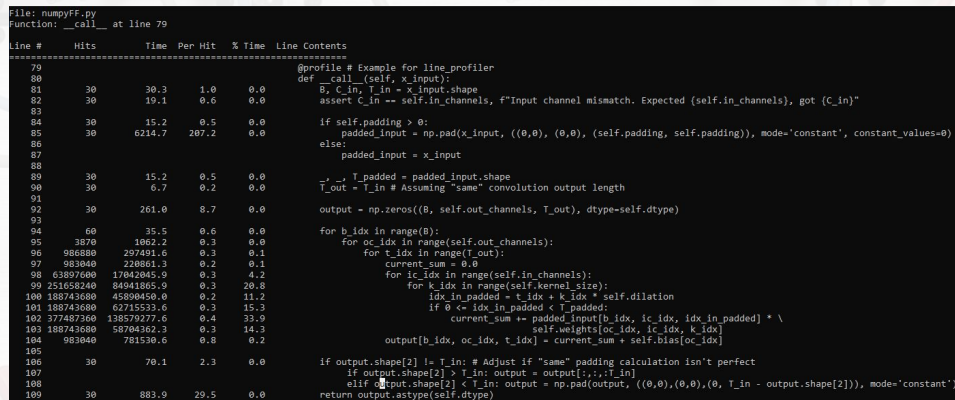 File: numpyFF.py
Function: __call__ at line 79

Line #      Hits         Time  Per Hit   % Time  Line Contents
==============================================================
    79                                           @profile # Example for line_profiler
    80                                           def __call__(self, x_input):
    81        30         30.3      1.0      0.0      B, C_in, T_in = x_input.shape
    82        30         19.1      0.6      0.0      assert C_in == self.in_channels, f"Input channel mismatch. Expected {self.in_channels}, got {C_in}"
    83
    84        30         15.2      0.5      0.0      if self.padding > 0:
    85        30       6214.7    207.2      0.0          padded_input = np.pad(x_input, ((0,0), (0,0), (self.padding, self.padding)), mode='constant', constant_values=0)
    86                                               else:
    87                                                   padded_input = x_input
    88
    89        30         15.2      0.5      0.0      _, _, T_padded = padded_input.shape
    90        30          6.7      0.2      0.0      T_out = T_in # Assuming "same" convolution output length
    91
    92        30        261.0      8.7      0.0      output = np.zeros((B, self.out_channels, T_out), dtype=self.dtype)
    93
    94        60         35.5      0.6      0.0      for b_idx in range(B):
    95      3870       1062.2      0.3      0.0          for oc_idx in range(self.out_channels):
    96    986880     297491.6      0.3      0.1              for t_idx in range(T_out):
    97    983040     220861.3      0.2      0.1                  current_sum = 0.0
    98  63897600   17042045.9      0.3      4.2                  for ic_idx in range(self.in_channels):
    99 251658240   84941865.9      0.3     20.8                      for k_idx in range(self.kernel_size):
   100 188743680   45890450.0      0.2     11.2                          idx_in_padded = t_idx + k_idx * self.dilation
   101 188743680   62715533.6      0.3     15.3                          if 0 <= idx_in_padded < T_padded:
   102 377487360  138579277.6      0.4     33.9                              current_sum += padded_input[b_idx, ic_idx, idx_in_padded] * \
   103 188743680   58704362.3      0.3     14.3                                             self.weights[oc_idx, ic_idx, k_idx]
   104    983040     781530.6      0.8      0.2                  output[b_idx, oc_idx, t_idx] = current_sum + self.bias[oc_idx]
   105
   106        30         70.1      2.3      0.0      if output.shape[2] != T_in: # Adjust if "same" padding calculation isn't perfect
   107                                                    if output.shape[2] > T_in: output = output[:,:,:T_in]
   108                                                    elif output.shape[2] < T_in: output = np.pad(output, ((0,0),(0,0),(0, T_in - output.shape[2])), mode='constant')
   109        30        883.9     29.5      0.0      return output.astype(self.dtype)